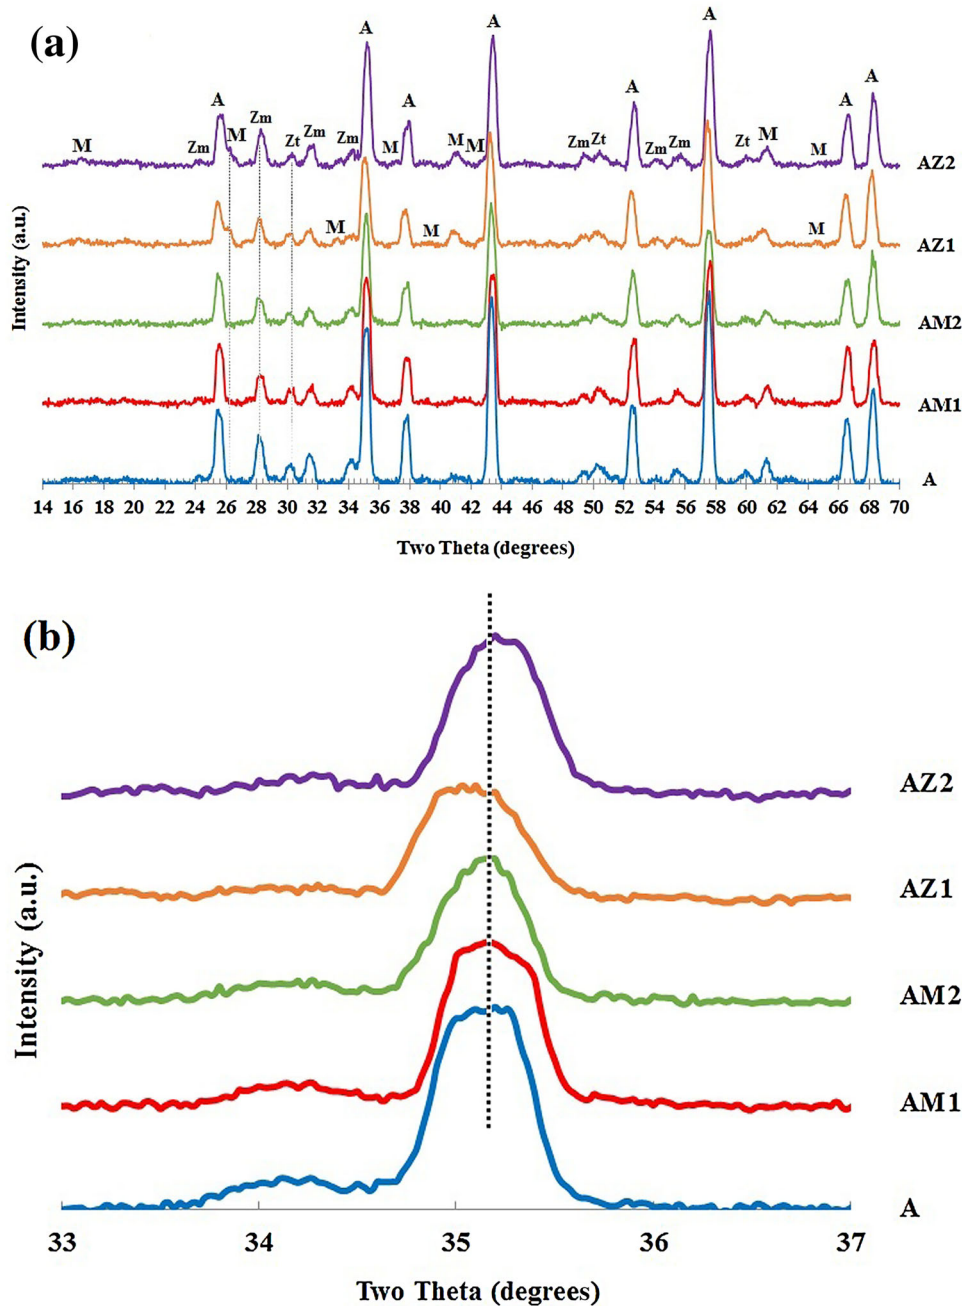 (a)
A
A
A
A
A
M
Zm
A
M
Zm
Zt
Zm
Zm
M
A
M
M
Zm
Zt
A
Zm
Zm
Zt
M
M
A
AZ2
M
M
M
AZ1
AM2
AM1
A
Intensity (a.u.)
14 16 18 20 22 24 26 28 30 32 34 36 38 40 42 44 46 48 50 52 54 56 58 60 62 64 66 68 70
Two Theta (degrees)
(b)
AZ2
AZ1
AM2
AM1
A
Intensity (a.u.)
33 34 35 36 37
Two Theta (degrees)